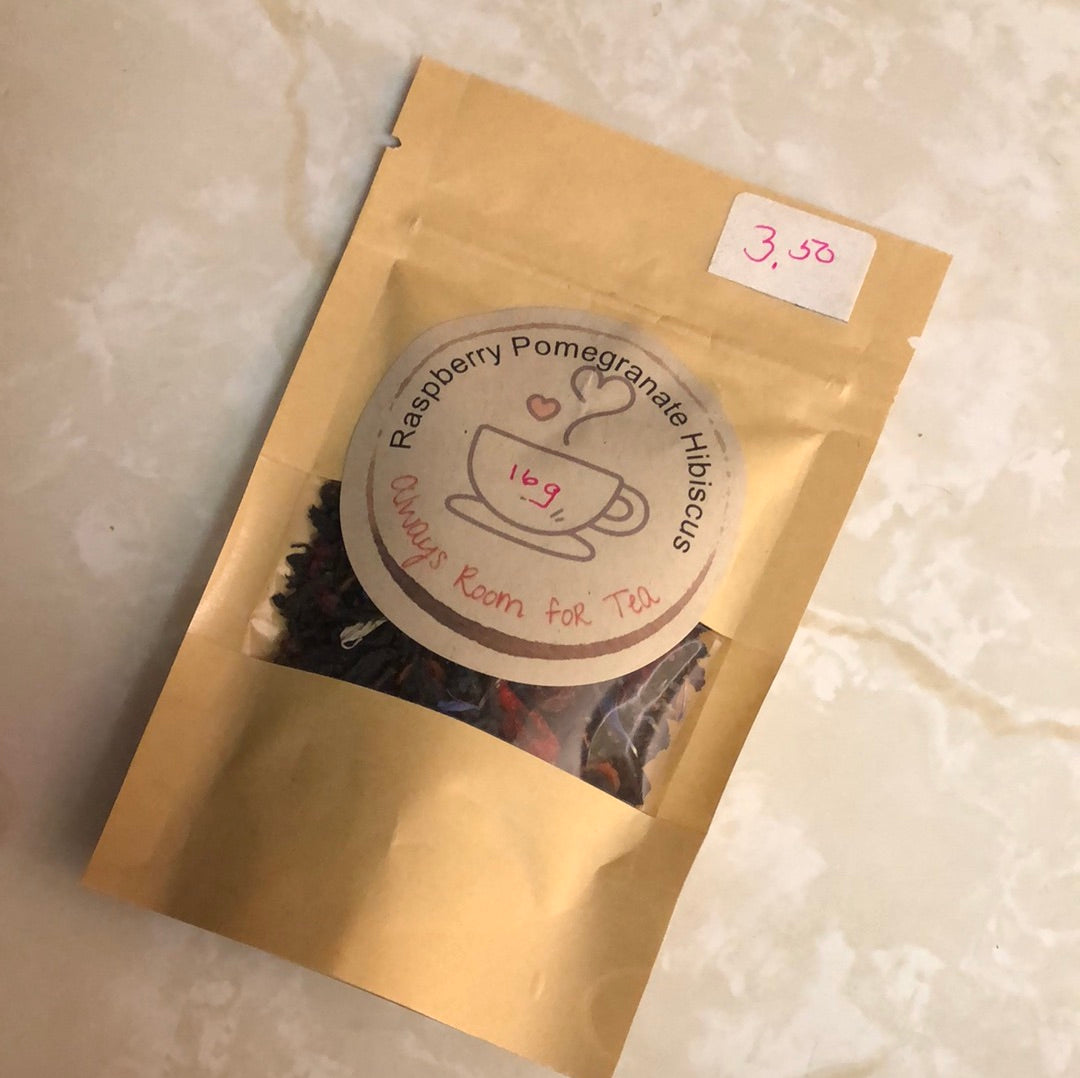 3.50
Raspberry Pomegranate Hibiscus
16g
Always Room for Tea